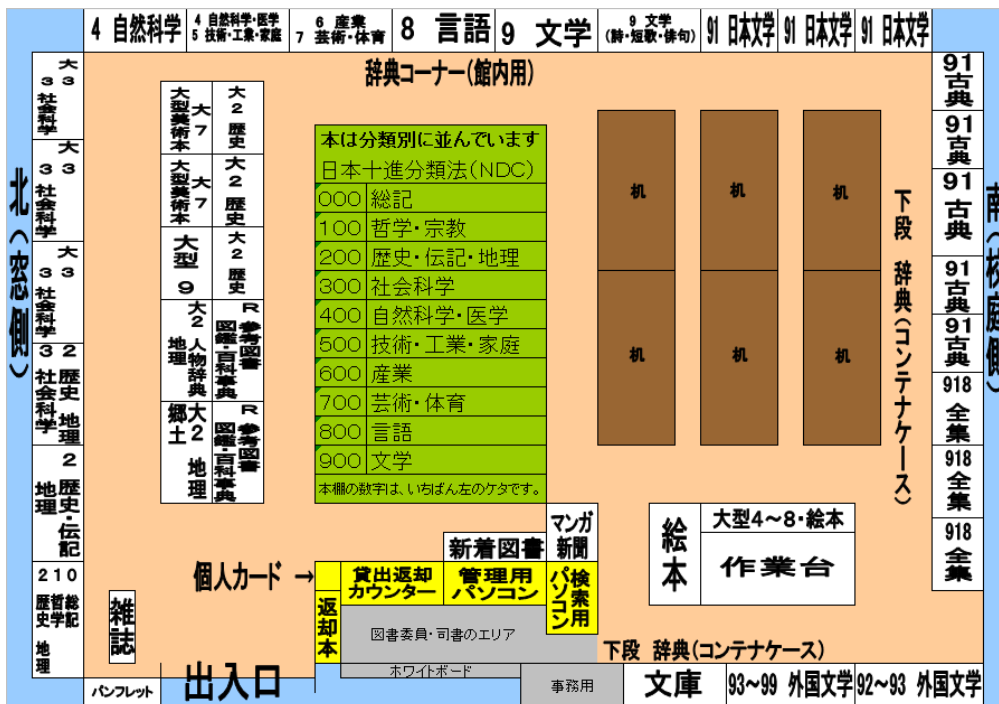 4 自然科学
4 自然科学・医学
5 技術・工業・家庭
6 産業
7 芸術・体育
8 言語
9 文学
9 文学
(詩・短歌・俳句)
91 日本文学
91 日本文学
91 日本文学
辞典コーナー(館内用)
北(窓側)
大3 3 社会科学
大3 3 社会科学
大3 3 社会科学
2 歴史 地理
3 社会科学
2 歴史・伝記
地理
2 1 0
歴史 哲学 総記
地理
大7 大型美術本
大2 歴史
大7 大型美術本
大2 歴史
大型 9
大2 歴史
大2 人物辞典
地理
R 参考図書
図鑑・百科事典
大2 地理
郷土
R 参考図書
図鑑・百科事典
本は分類別に並んでいます
日本十進分類法(NDC)
000 総記
100 哲学・宗教
200 歴史・伝記・地理
300 社会科学
400 自然科学・医学
500 技術・工業・家庭
600 産業
700 芸術・体育
800 言語
900 文学
本棚の数字は、いちばん左のケタです。
机
机
机
机
机
机
下段 辞典(コンテナケース)
91 古典
91 古典
91 古典
91 古典
91 古典
918 全集
918 全集
918 全集
南(核庭側)
マンガ
新聞
新着図書
個人カード →
貸出返却
カウンター
管理用
パソコン
検索用
パソコン
返却本
図書委員・司書のエリア
ホワイトボード
事務用
絵本
大型4~8・絵本
作業台
雑誌
パンフレット
出入口
下段 辞典(コンテナケース)
文庫
93~99 外国文学
92~93 外国文学